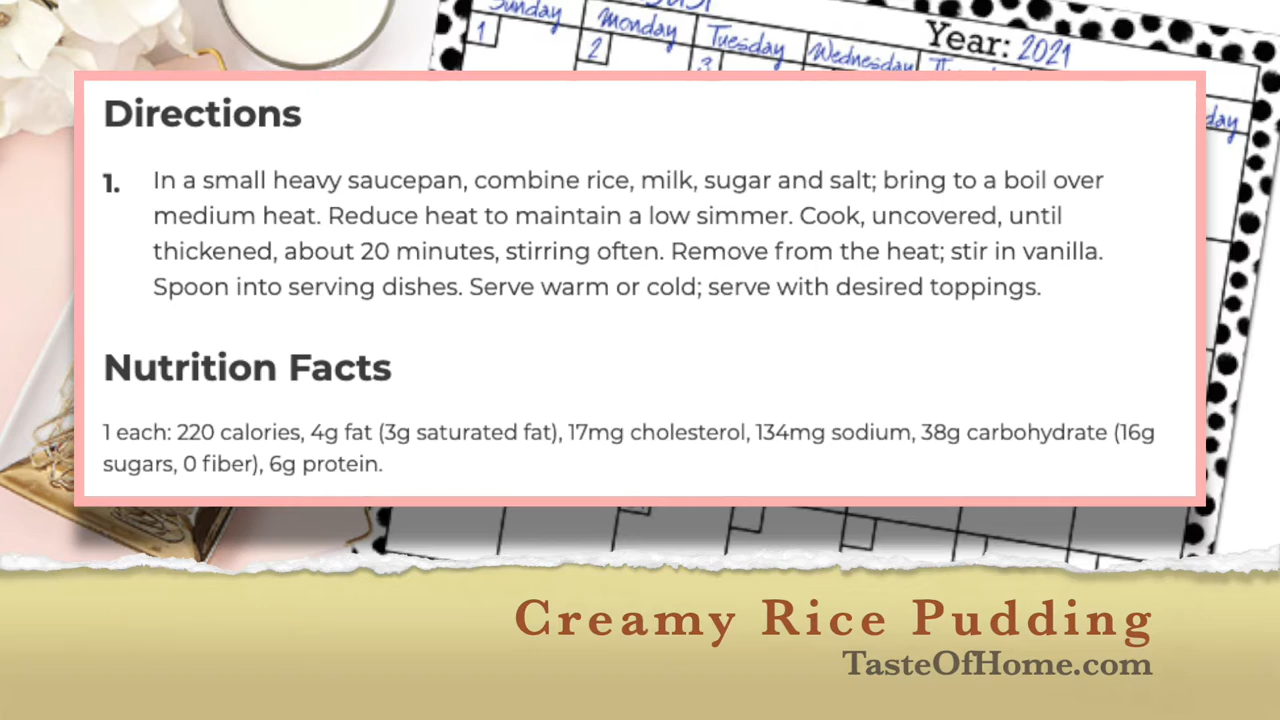 Sunday
Monday
Tuesday
Wednesday
Year: 2021
1
2
3
day
Directions
1. In a small heavy saucepan, combine rice, milk, sugar and salt; bring to a boil over
medium heat. Reduce heat to maintain a low simmer. Cook, uncovered, until
thickened, about 20 minutes, stirring often. Remove from the heat; stir in vanilla.
Spoon into serving dishes. Serve warm or cold; serve with desired toppings.
Nutrition Facts
1 each: 220 calories, 4g fat (3g saturated fat), 17mg cholesterol, 134mg sodium, 38g carbohydrate (16g
sugars, 0 fiber), 6g protein.
Creamy Rice Pudding
TasteOfHome.com